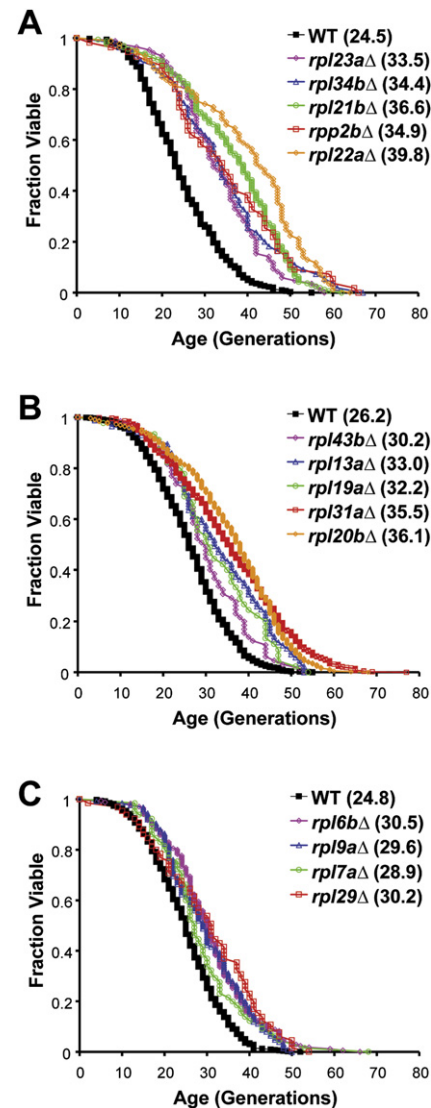 A
WT (24.5)
rpl23aΔ (33.5)
rpl34bΔ (34.4)
rpl21bΔ (36.6)
rpp2bΔ (34.9)
rpl22aΔ (39.8)
Fraction Viable
1
0.8
0.6
0.4
0.2
0
0 10 20 30 40 50 60 70 80
Age (Generations)
B
WT (26.2)
rpl43bΔ (30.2)
rpl13aΔ (33.0)
rpl19aΔ (32.2)
rpl31aΔ (35.5)
rpl20bΔ (36.1)
Fraction Viable
1
0.8
0.6
0.4
0.2
0
0 10 20 30 40 50 60 70 80
Age (Generations)
C
WT (24.8)
rpl6bΔ (30.5)
rpl9aΔ (29.6)
rpl7aΔ (28.9)
rpl29Δ (30.2)
Fraction Viable
1
0.8
0.6
0.4
0.2
0
0 10 20 30 40 50 60 70 80
Age (Generations)